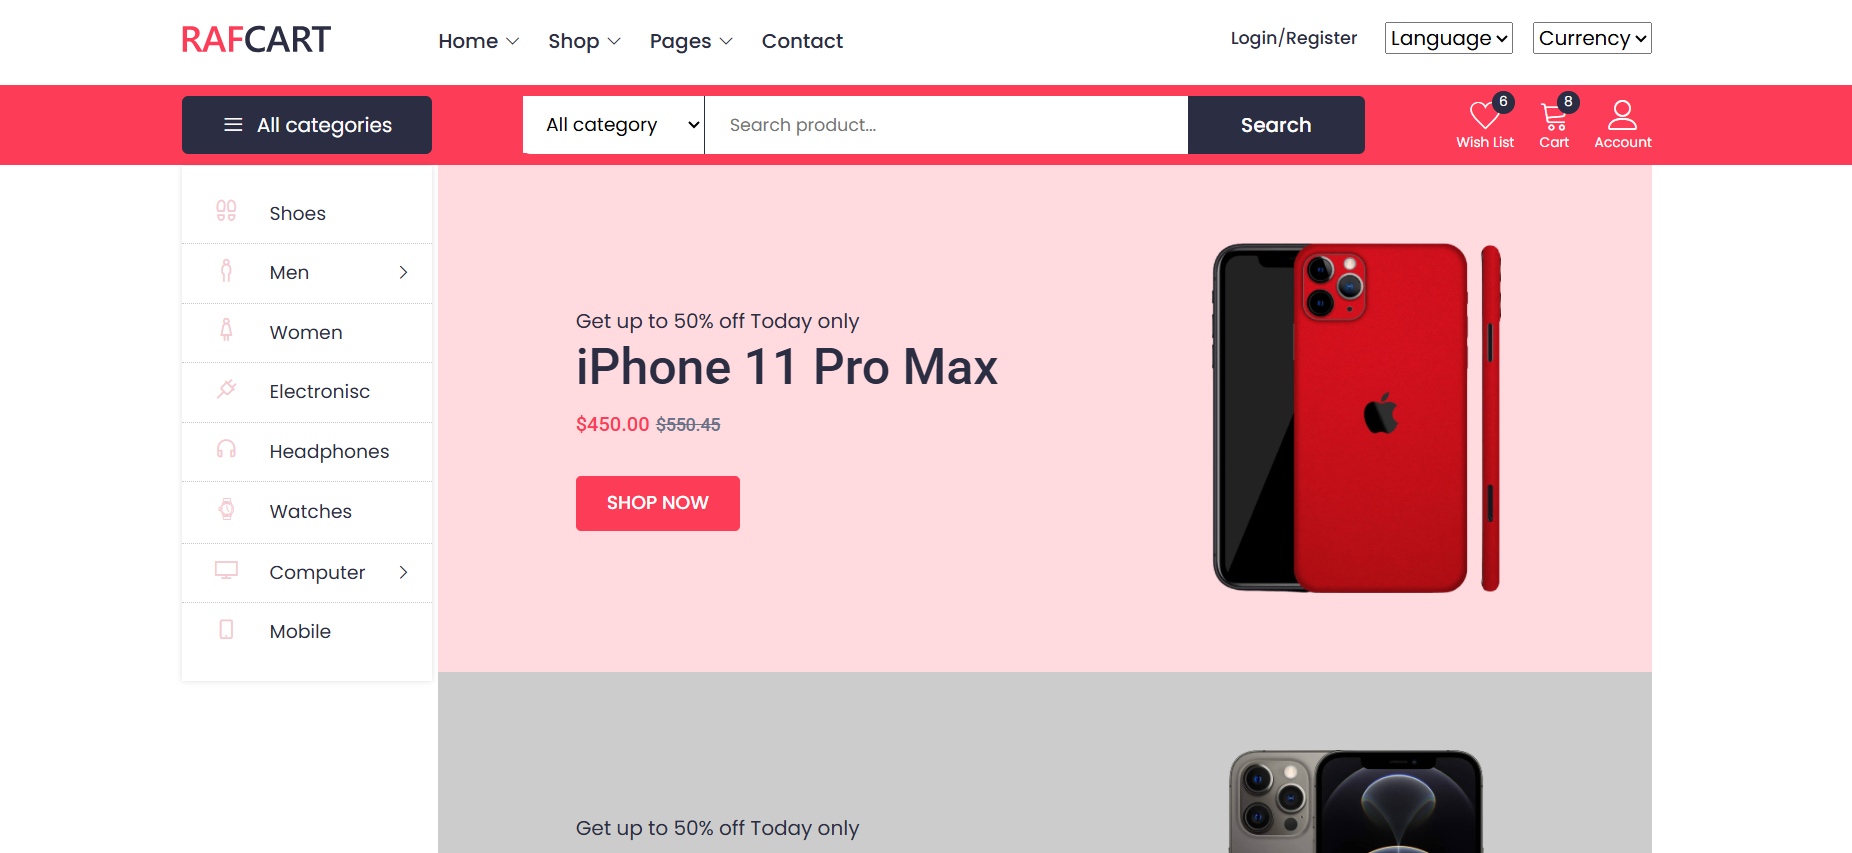 RAFCART
Home Shop Pages Contact
Login/Register Language Currency
All categories
All category
Search product...
Search
6
Wish List
8
Cart
Account
Shoes
Men
Women
Electronisc
Headphones
Watches
Computer
Mobile
Get up to 50% off Today only
iPhone 11 Pro Max
$450.00 $550.45
SHOP NOW
Get up to 50% off Today only